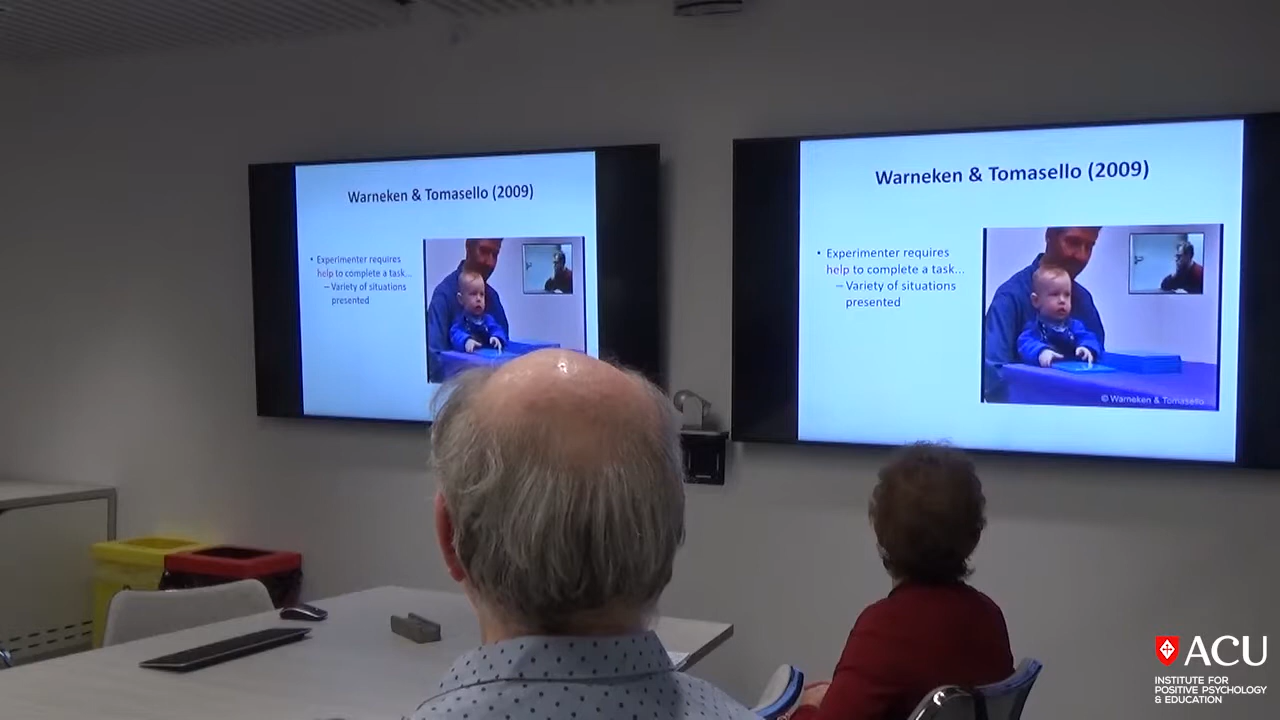 Warneken & Tomasello (2009)
• Experimenter requires
help to complete a task...
– Variety of situations
presented
Warneken & Tomasello (2009)
• Experimenter requires
help to complete a task...
– Variety of situations
presented
© Warneken & Tomasello
ACU
INSTITUTE FOR
POSITIVE PSYCHOLOGY
& EDUCATION